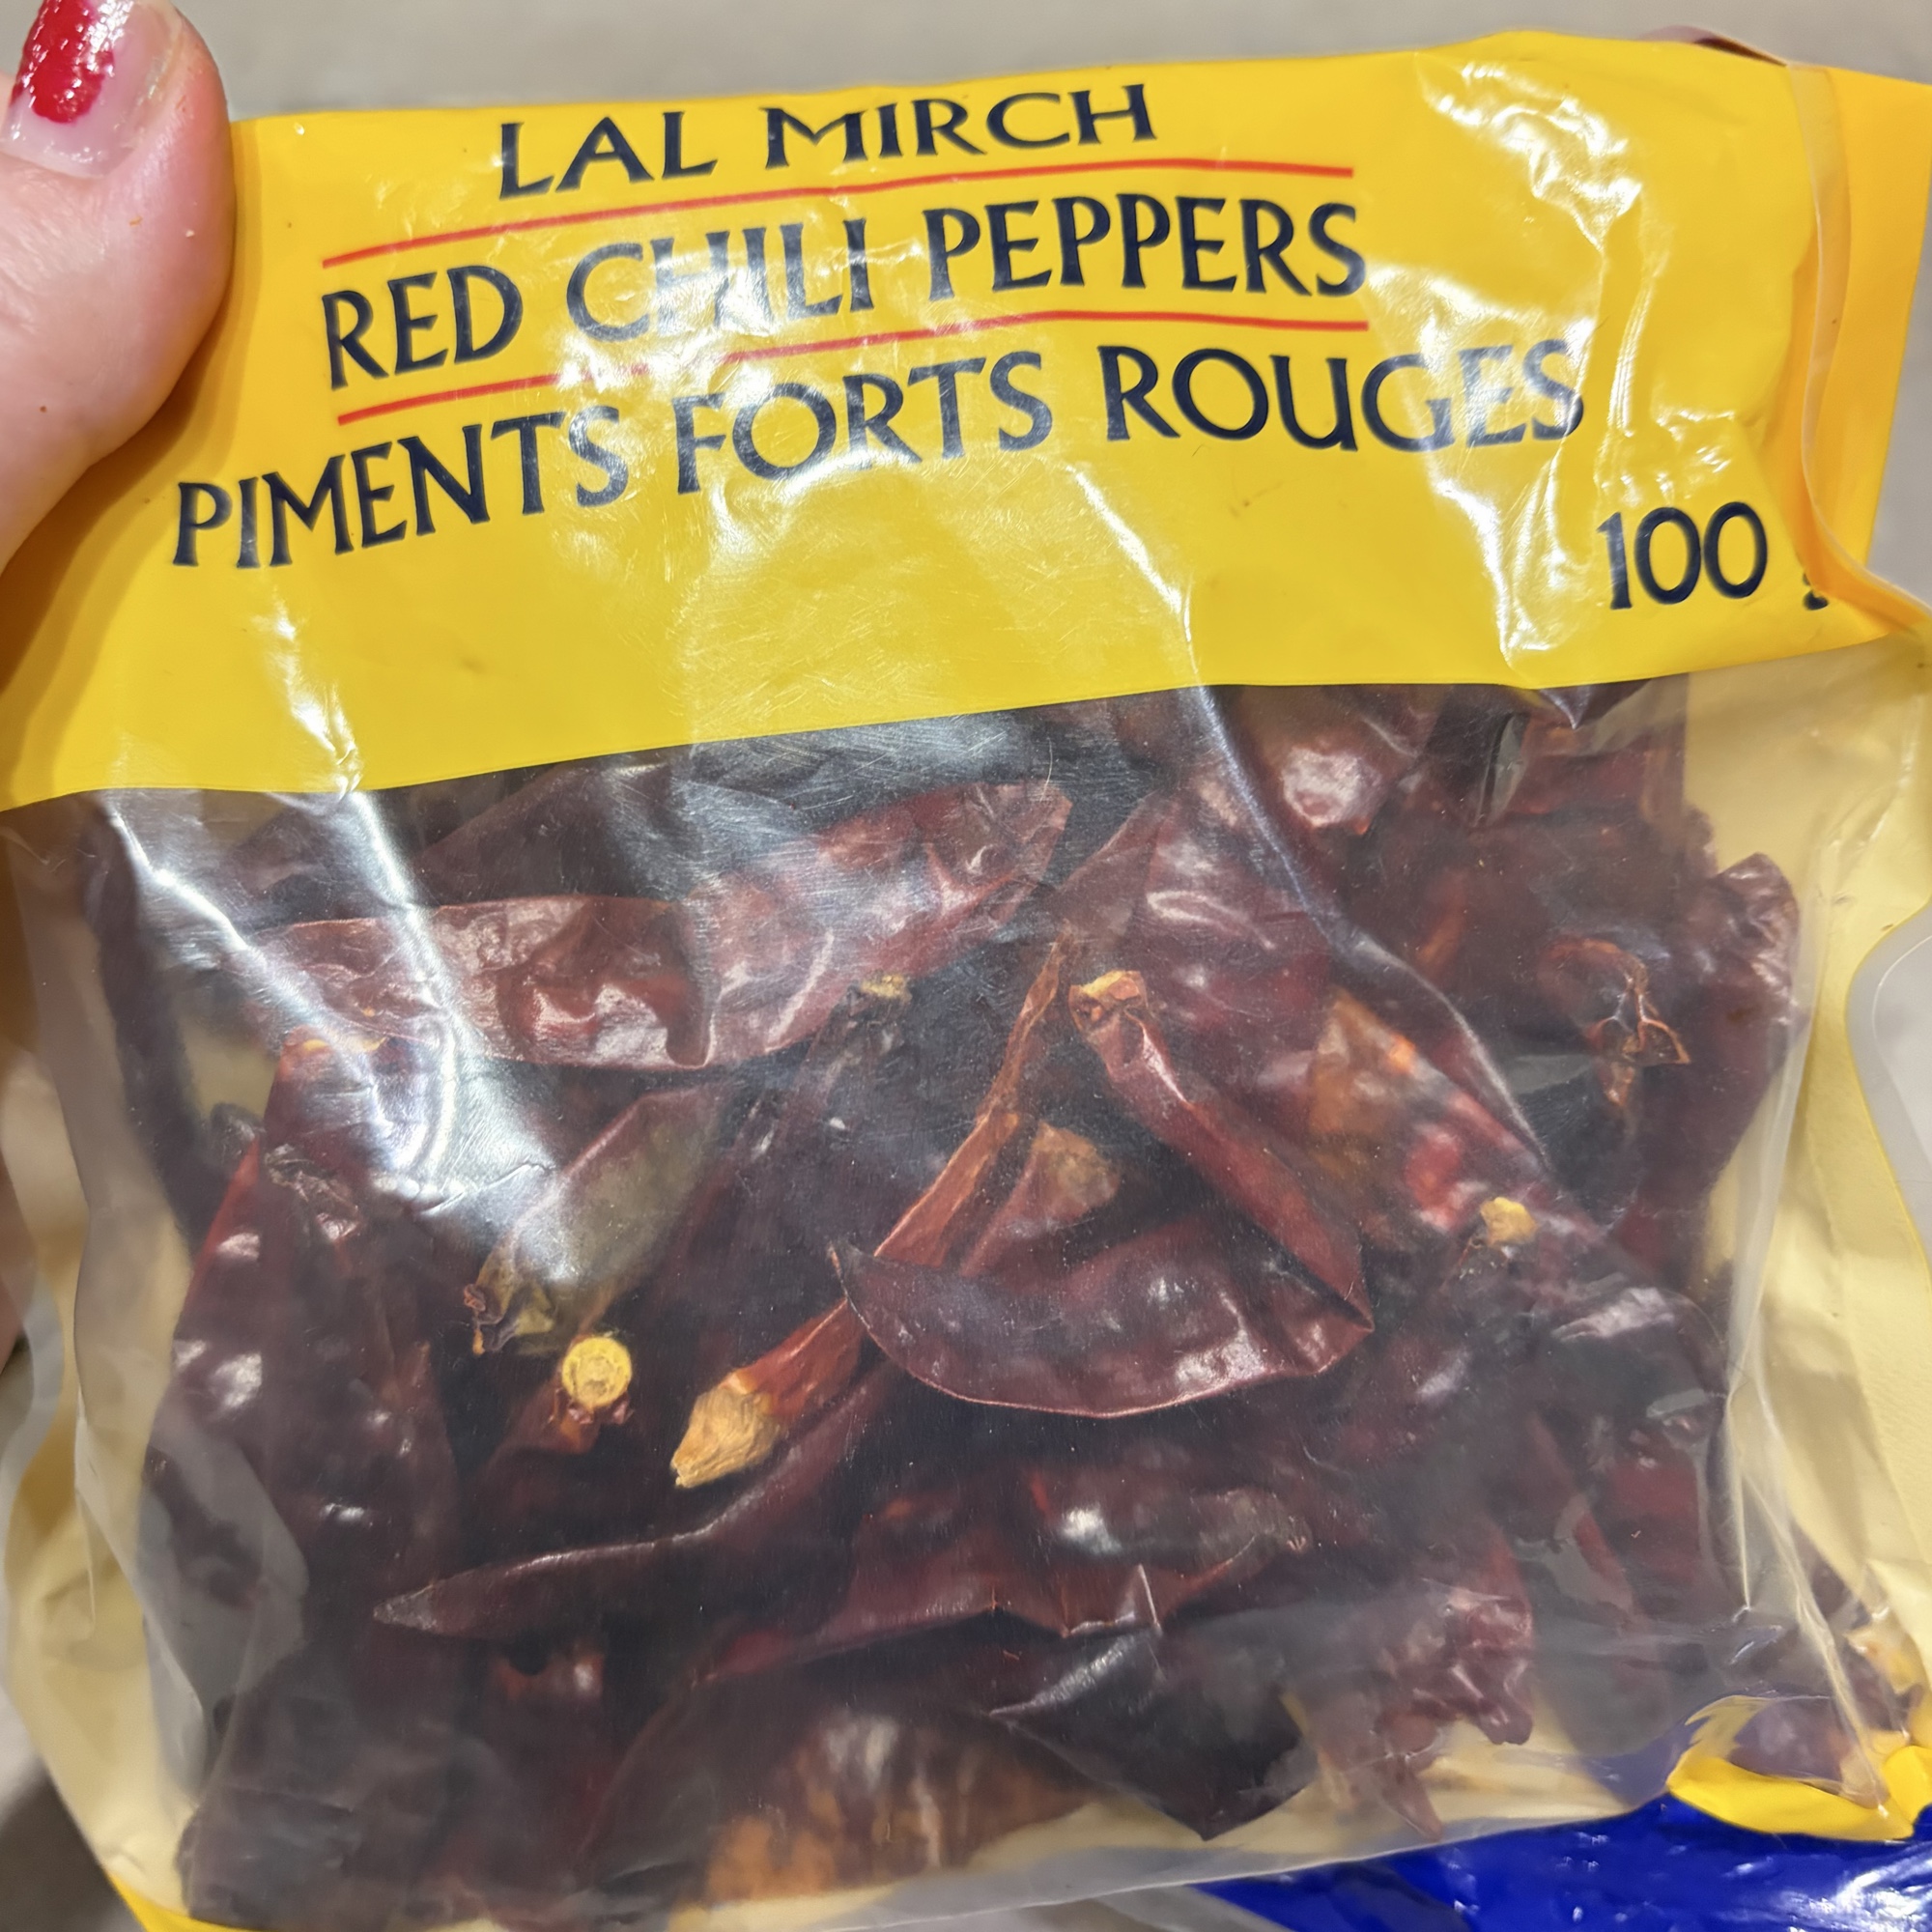 LAL MIRCH
RED CHILI PEPPERS
PIMENTS FORTS ROUGES
100 g